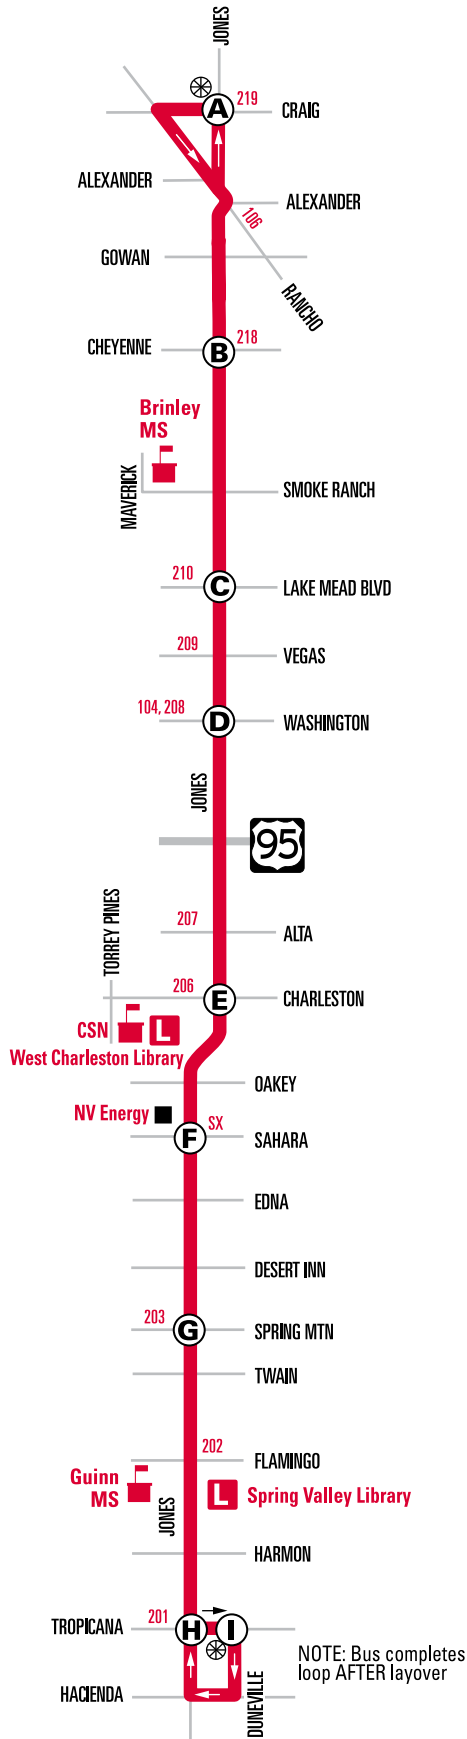 JONES
A
219
CRAIG
ALEXANDER
ALEXANDER
106
GOWAN
RANCHO
CHEYENNE
B
218
Brinley
MS
MAVERICK
SMOKE RANCH
210
C
LAKE MEAD BLVD
209
VEGAS
104, 208
D
WASHINGTON
JONES
95
TORREY PINES
207
ALTA
206
E
CHARLESTON
CSN
L
West Charleston Library
OAKEY
NV Energy
SX
F
SAHARA
EDNA
DESERT INN
203
G
SPRING MTN
TWAIN
202
FLAMINGO
Guinn
MS
L
Spring Valley Library
JONES
HARMON
TROPICANA
201
H
I
NOTE: Bus completes
loop AFTER layover
HACIENDA
DUNEVILLE